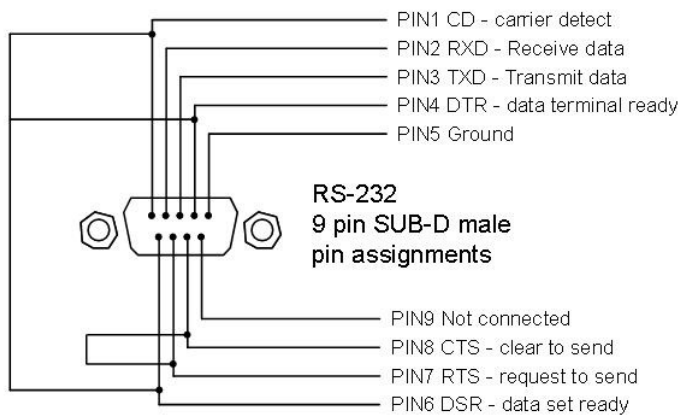 PIN1 CD - carrier detect
PIN2 RXD - Receive data
PIN3 TXD - Transmit data
PIN4 DTR - data terminal ready
PIN5 Ground
RS-232
9 pin SUB-D male
pin assignments
PIN9 Not connected
PIN8 CTS - clear to send
PIN7 RTS - request to send
PIN6 DSR - data set ready